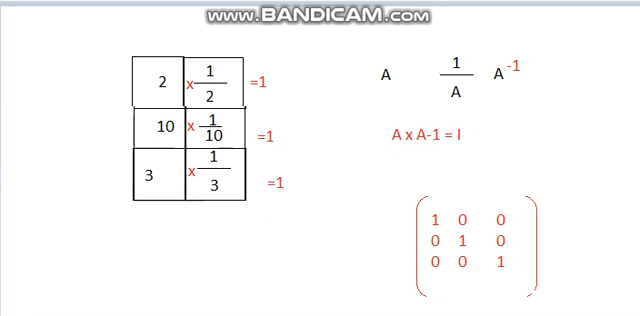 WWW.BANDICAM.COM
2 x 1/2 =1
10 x 1/10 =1
3 x 1/3 =1
A 1/A A-1
A x A-1 = I
1 0 0
0 1 0
0 0 1